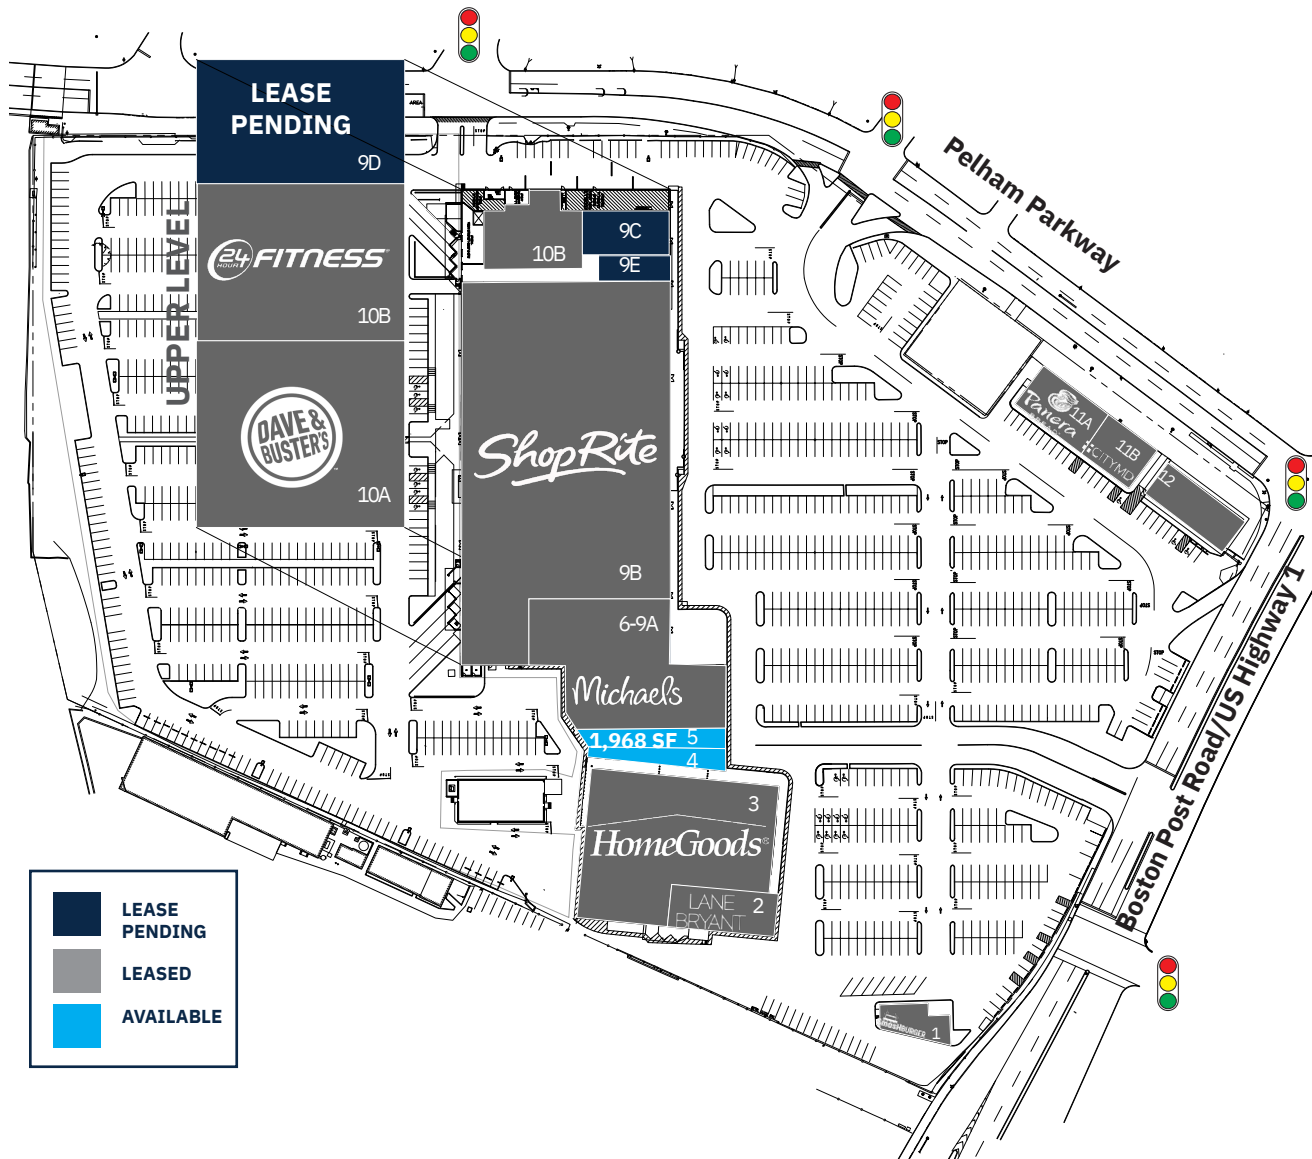 LEASE
PENDING
9D
UPPER LEVEL
24
HOUR
FITNESS
10B
DAVE &
BUSTER'S
10A
AREA
STOP
10B
9C
9E
ShopRite
9B
6-9A
Michaels
1,968 SF
5
4
3
HomeGoods
LANE
BRYANT
2
Pelham Parkway
Panera
11A
11B
CITYMD
12
Boston Post Road/US Highway 1
1
LEASE
PENDING
LEASED
AVAILABLE